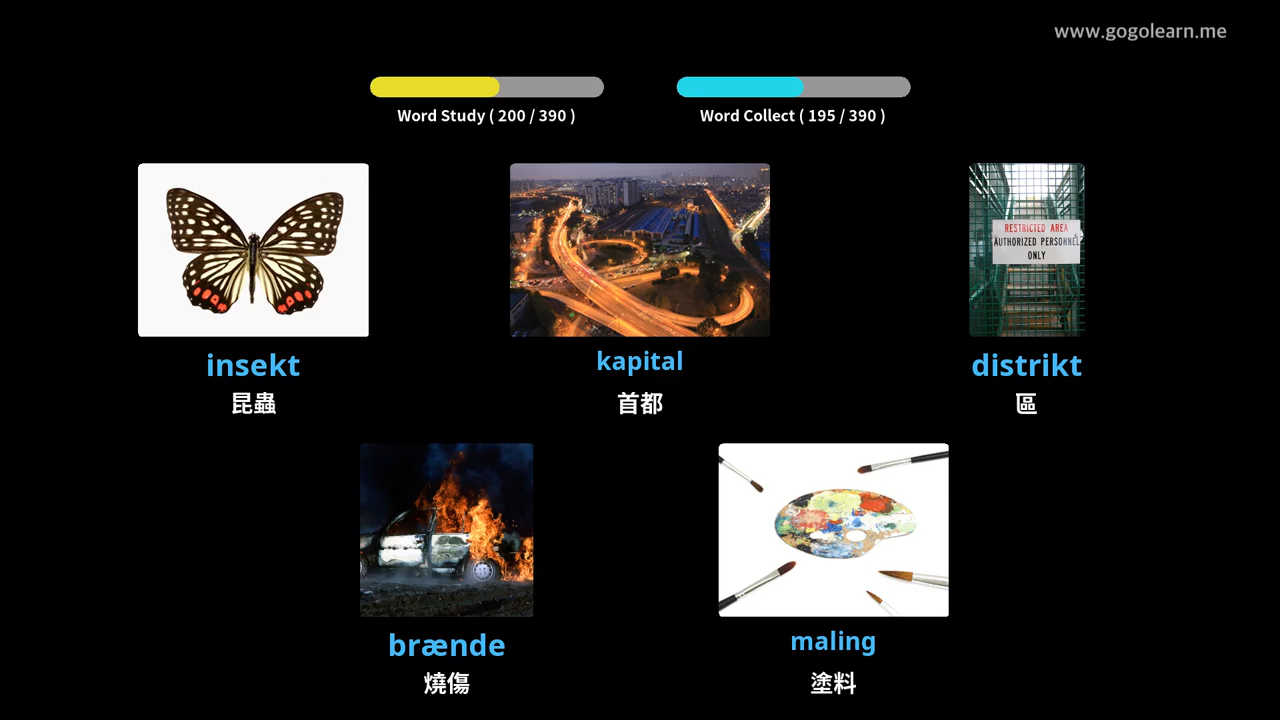 www.gogolearn.me
Word Study ( 200 / 390 )
Word Collect ( 195 / 390 )
RESTRICTED AREA
AUTHORIZED PERSONNEL
ONLY
insekt
kapital
distrikt
昆蟲
首都
區
brænde
maling
燒傷
塗料